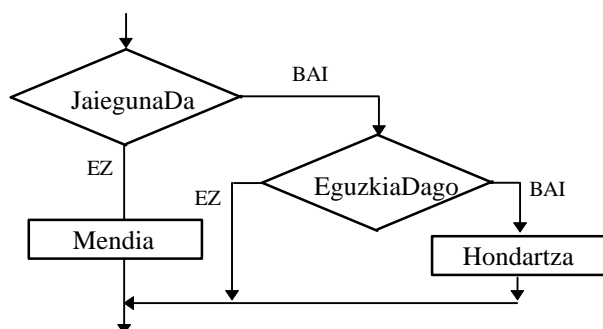 BAI
JaiegunaDa
EZ
EZ
EguzkiaDago
BAI
Mendia
Hondartza